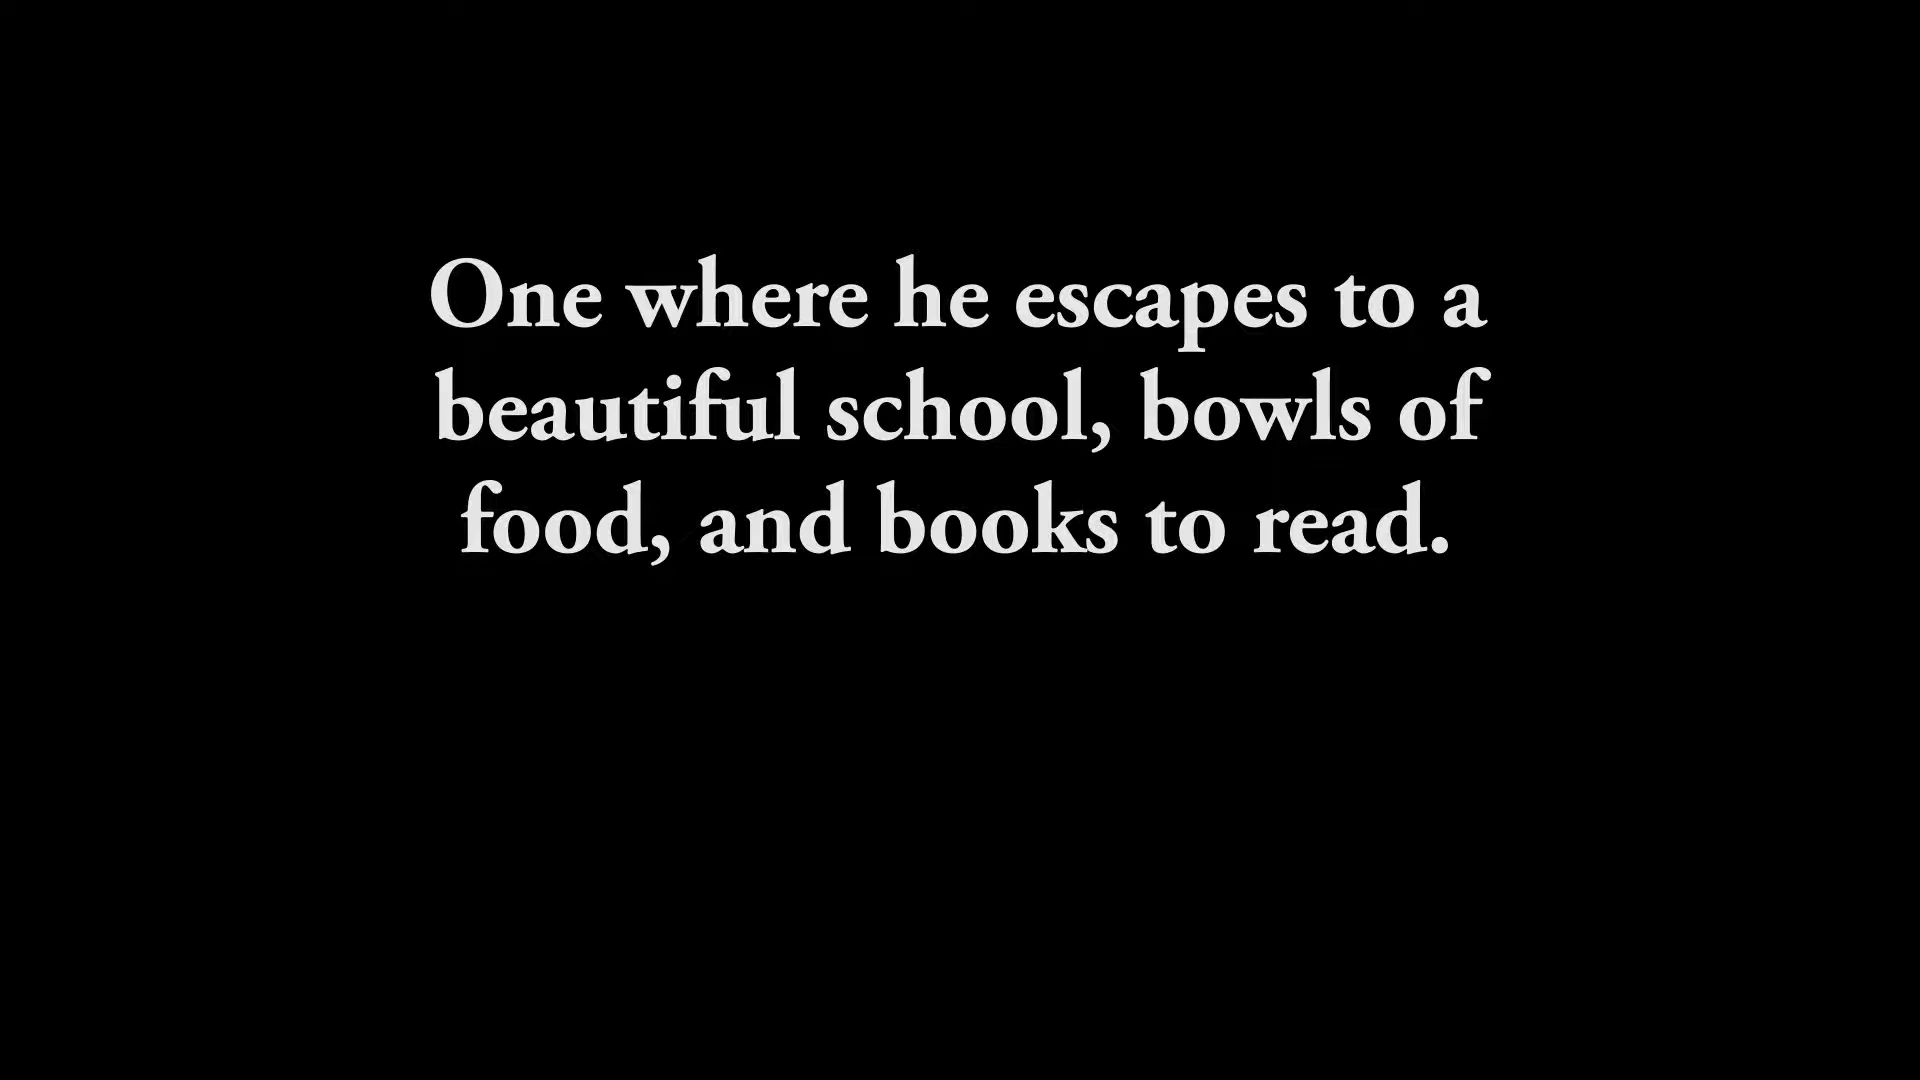 One where he escapes to a
beautiful school, bowls of
food, and books to read.